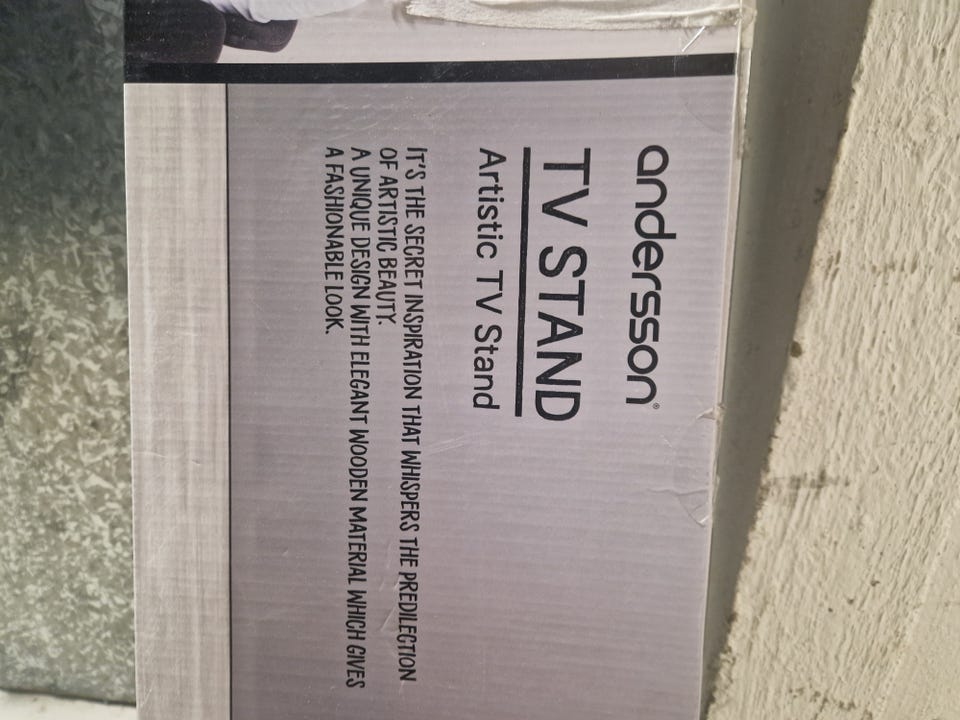 andersson®
TV STAND
Artistic TV Stand
IT'S THE SECRET INSPIRATION THAT WHISPERS THE PREDILECTION
OF ARTISTIC BEAUTY.
A UNIQUE DESIGN WITH ELEGANT WOODEN MATERIAL WHICH GIVES
A FASHIONABLE LOOK.